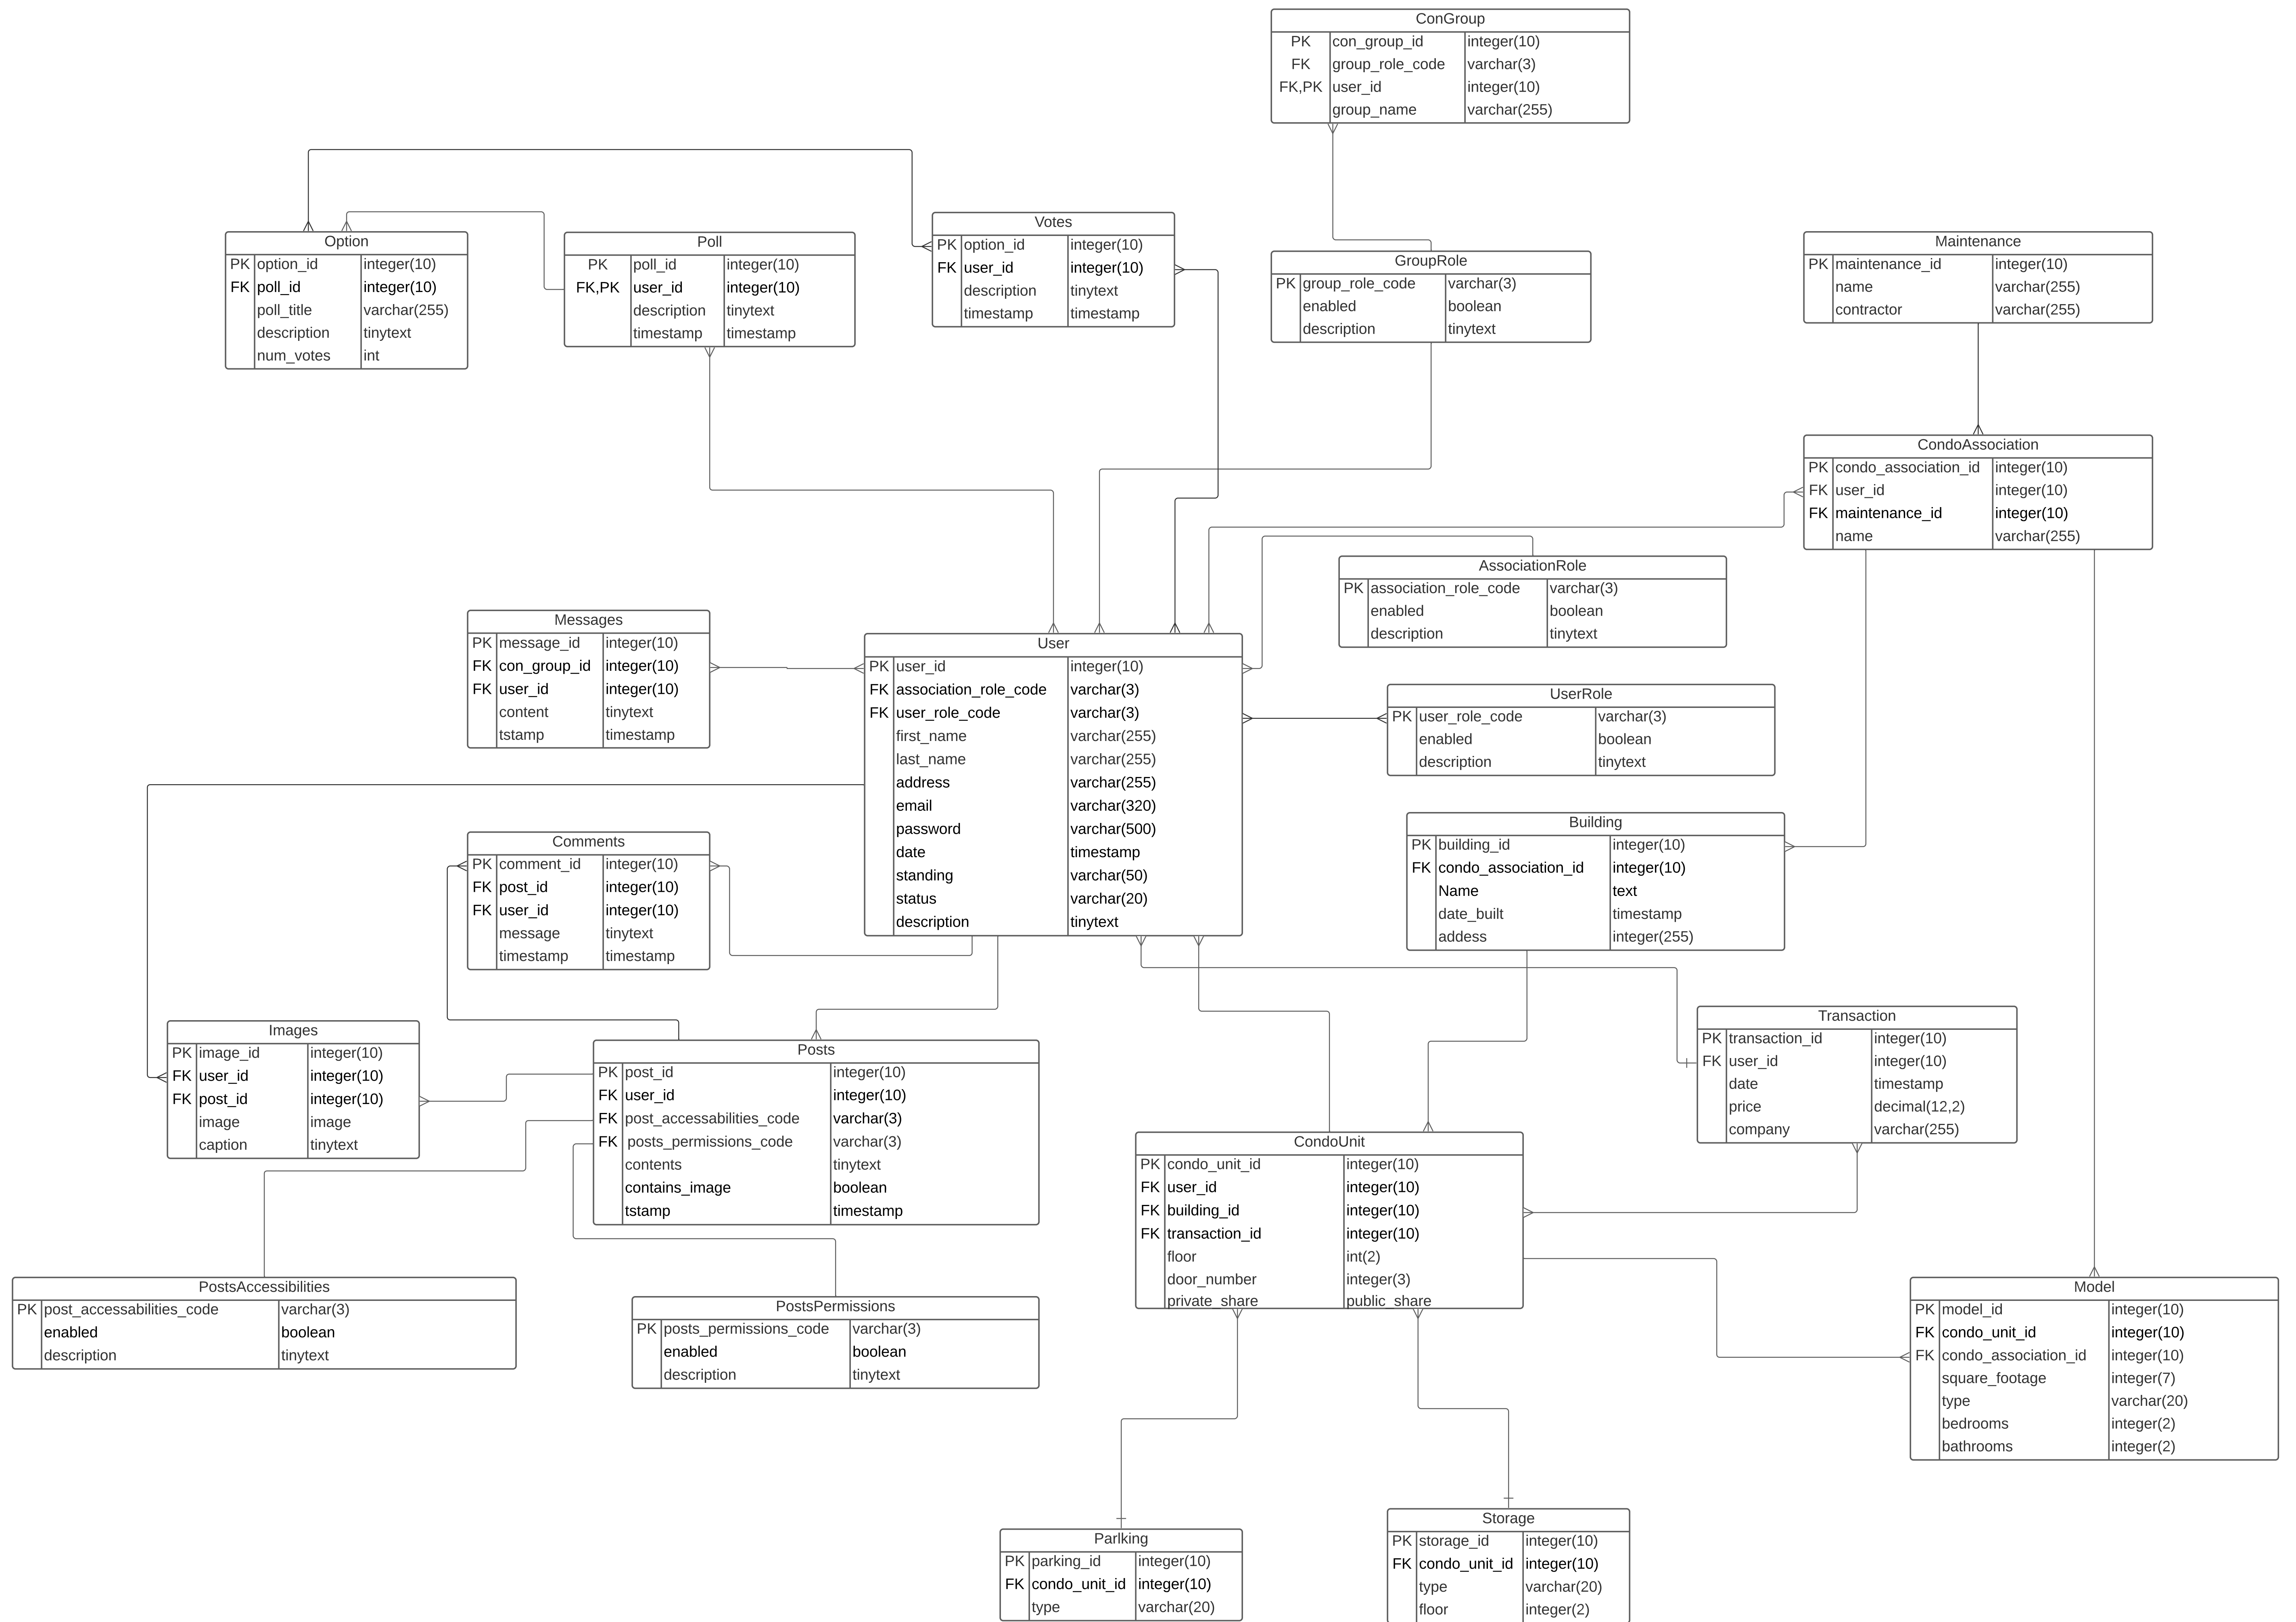 ConGroup
PK con_group_id integer(10)
FK group_role_code varchar(3)
FK,PK user_id integer(10)
group_name varchar(255)
Option
PK option_id integer(10)
FK poll_id integer(10)
poll_title varchar(255)
description tinytext
num_votes int
Poll
PK poll_id integer(10)
FK,PK user_id integer(10)
description tinytext
timestamp timestamp
Votes
PK option_id integer(10)
FK user_id integer(10)
description tinytext
timestamp timestamp
GroupRole
PK group_role_code varchar(3)
enabled boolean
description tinytext
Maintenance
PK maintenance_id integer(10)
name varchar(255)
contractor varchar(255)
CondoAssociation
PK condo_association_id integer(10)
FK user_id integer(10)
FK maintenance_id integer(10)
name varchar(255)
AssociationRole
PK association_role_code varchar(3)
enabled boolean
description tinytext
Messages
PK message_id integer(10)
FK con_group_id integer(10)
FK user_id integer(10)
content tinytext
tstamp timestamp
User
PK user_id integer(10)
FK association_role_code varchar(3)
FK user_role_code varchar(3)
first_name varchar(255)
last_name varchar(255)
address varchar(255)
email varchar(320)
password varchar(500)
date timestamp
standing varchar(50)
status varchar(20)
description tinytext
UserRole
PK user_role_code varchar(3)
enabled boolean
description tinytext
Comments
PK comment_id integer(10)
FK post_id integer(10)
FK user_id integer(10)
message tinytext
timestamp timestamp
Building
PK building_id integer(10)
FK condo_association_id integer(10)
Name text
date_built timestamp
addess integer(255)
Images
PK image_id integer(10)
FK user_id integer(10)
FK post_id integer(10)
image image
caption tinytext
Posts
PK post_id integer(10)
FK user_id integer(10)
FK post_accessabilities_code varchar(3)
FK posts_permissions_code varchar(3)
contents tinytext
contains_image boolean
tstamp timestamp
Transaction
PK transaction_id integer(10)
FK user_id integer(10)
date timestamp
price decimal(12,2)
company varchar(255)
CondoUnit
PK condo_unit_id integer(10)
FK user_id integer(10)
FK building_id integer(10)
FK transaction_id integer(10)
floor int(2)
door_number integer(3)
private_share public_share
PostsAccessibilities
PK post_accessabilities_code varchar(3)
enabled boolean
description tinytext
PostsPermissions
PK posts_permissions_code varchar(3)
enabled boolean
description tinytext
Model
PK model_id integer(10)
FK condo_unit_id integer(10)
FK condo_association_id integer(10)
square_footage integer(7)
type varchar(20)
bedrooms integer(2)
bathrooms integer(2)
Parlking
PK parking_id integer(10)
FK condo_unit_id integer(10)
type varchar(20)
Storage
PK storage_id integer(10)
FK condo_unit_id integer(10)
type varchar(20)
floor integer(2)